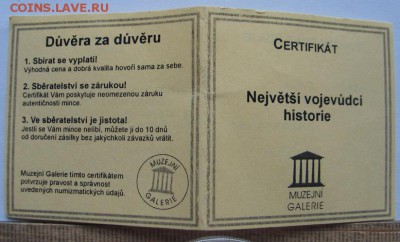 COINS.LAVE.RU
Důvěra za důvěru
1. Sbírat se vyplatí!
Výhodná cena a dobrá kvalita hovoří sama za sebe.
2. Sběratelství se zárukou!
Certifikát Vám poskytuje neomezenou záruku
autentičnosti mince.
3. Ve sběratelství je jistota!
Jestli se Vám mince nelíbí, můžete ji do 10 dnů
od doručení zásilky bez jakýchkoli závazků vrátit.
Muzejní Galerie tímto certifikátem
potvrzuje pravost a správnost
uvedených numizmatických údajů.
MUZEJNÍ
GALERIE
CERTIFIKÁT
Největší vojevůdci
historie
MUZEJNÍ
GALERIE